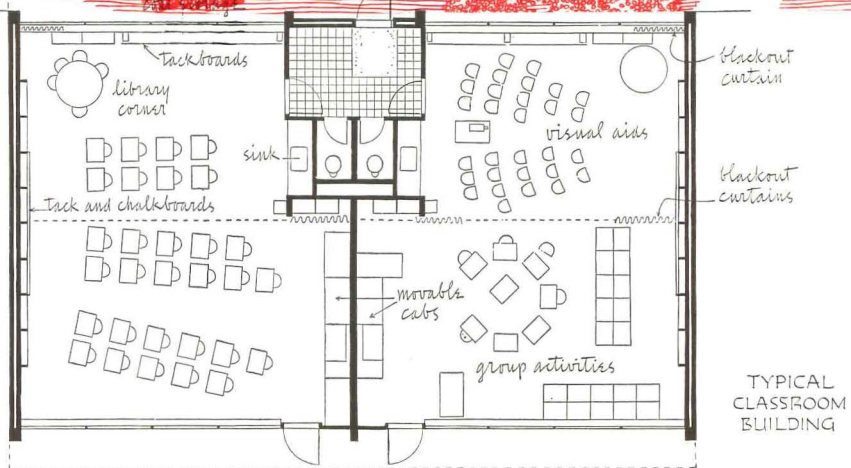 tackboards
library
corner
sink
tack and chalkboards
movable
cabs
visual aids
group activities
blackout
curtain
blackout
curtains
TYPICAL
CLASSROOM
BUILDING